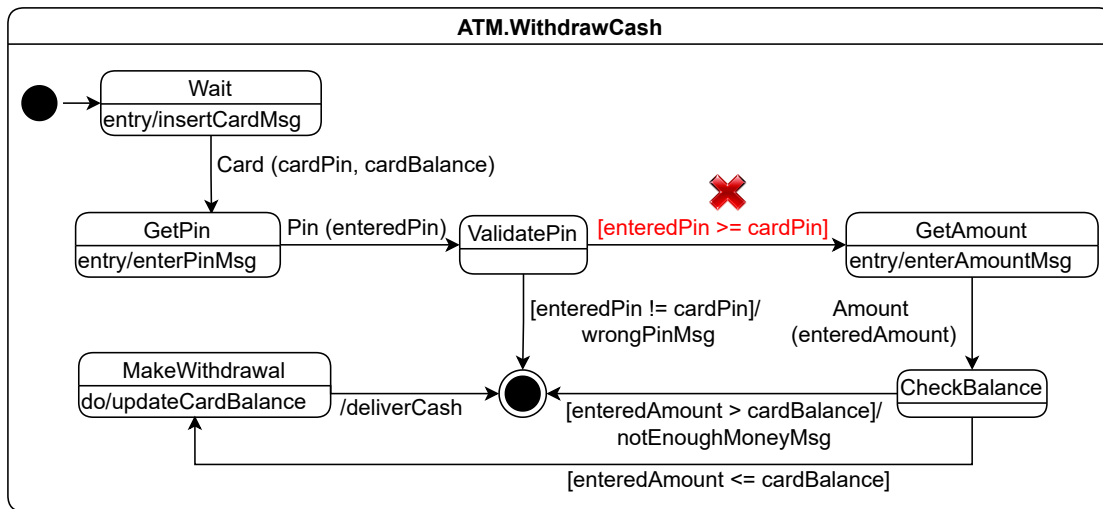 ATM.WithdrawCash
Wait
entry/insertCardMsg
Card (cardPin, cardBalance)
GetPin
entry/enterPinMsg
Pin (enteredPin)
ValidatePin
[enteredPin >= cardPin]
GetAmount
entry/enterAmountMsg
[enteredPin != cardPin]/
wrongPinMsg
Amount
(enteredAmount)
MakeWithdrawal
do/updateCardBalance
/deliverCash
[enteredAmount > cardBalance]/
notEnoughMoneyMsg
CheckBalance
[enteredAmount <= cardBalance]